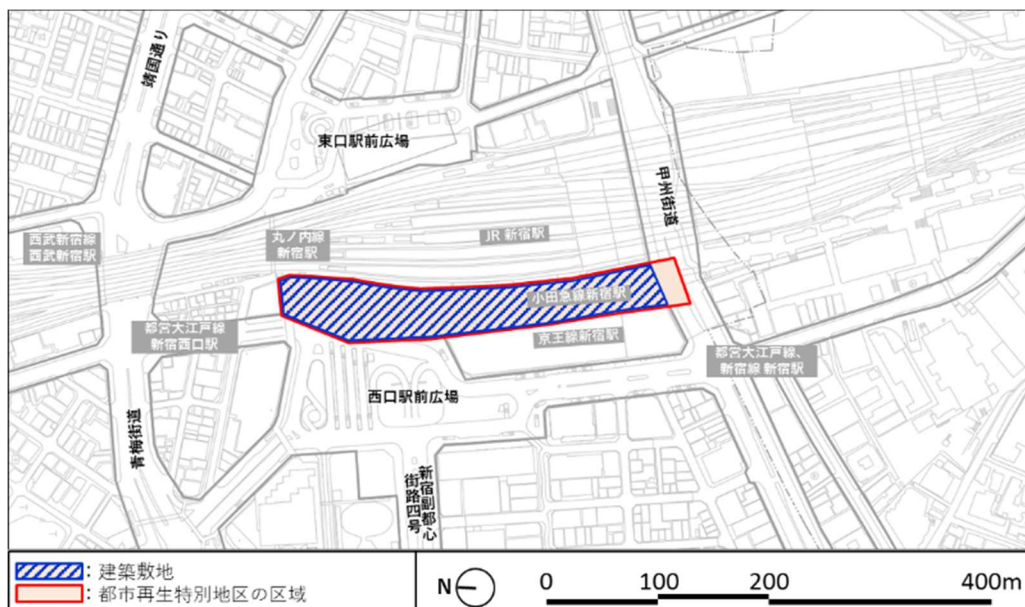 靖国通り
東口駅前広場
甲州街道
西武新宿線
西武新宿駅
丸ノ内線
新宿駅
JR 新宿駅
小田急線新宿駅
都営大江戸線
新宿西口駅
京王線新宿駅
都営大江戸線、
新宿線 新宿駅
西口駅前広場
青梅街道
新宿副都心
街路四号
：建築敷地
：都市再生特別地区の区域
N
0 100 200 400m